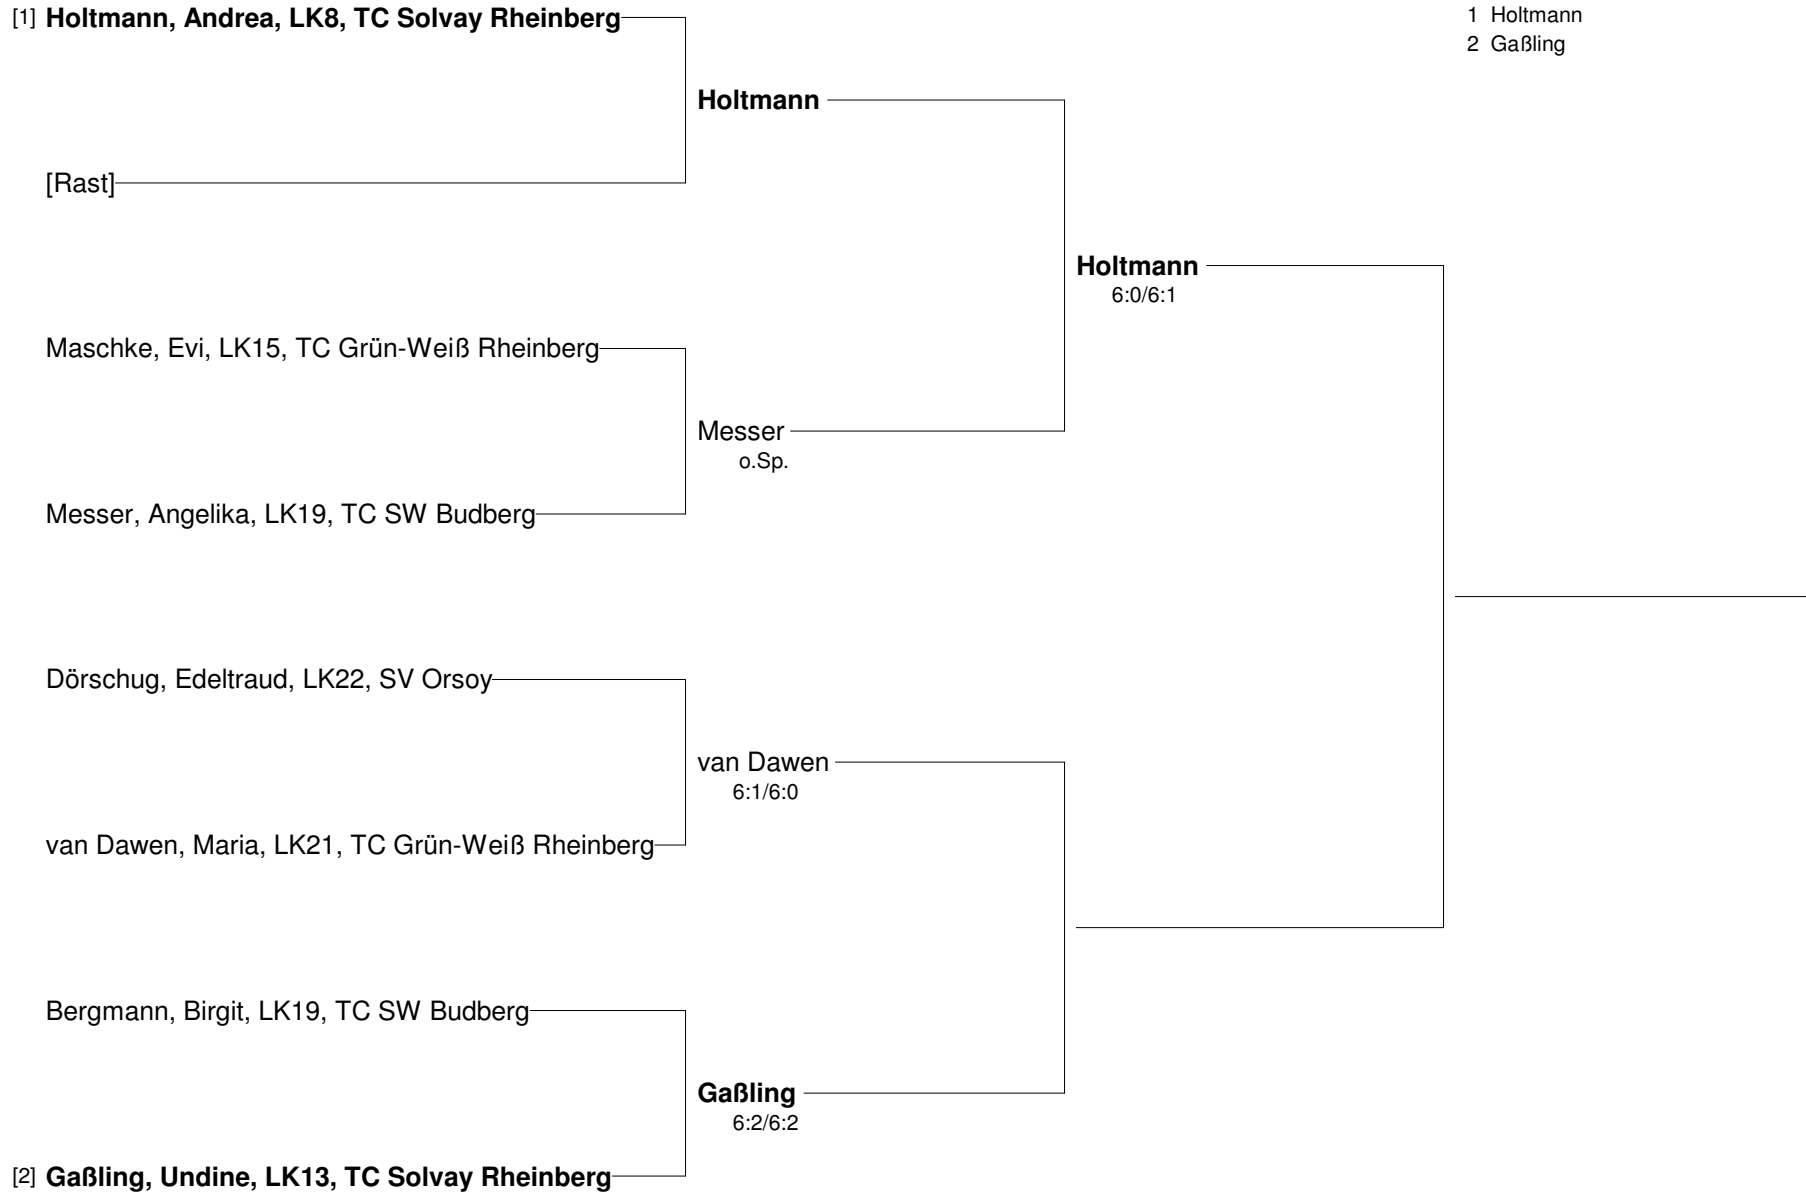 [1] Holtmann, Andrea, LK8, TC Solvay Rheinberg
1 Holtmann
2 Gaßling
Holtmann
[Rast]
Holtmann
6:0/6:1
Maschke, Evi, LK15, TC Grün-Weiß Rheinberg
Messer
o.Sp.
Messer, Angelika, LK19, TC SW Budberg
Dörschug, Edeltraud, LK22, SV Orsoy
van Dawen
6:1/6:0
van Dawen, Maria, LK21, TC Grün-Weiß Rheinberg
Bergmann, Birgit, LK19, TC SW Budberg
Gaßling
6:2/6:2
[2] Gaßling, Undine, LK13, TC Solvay Rheinberg